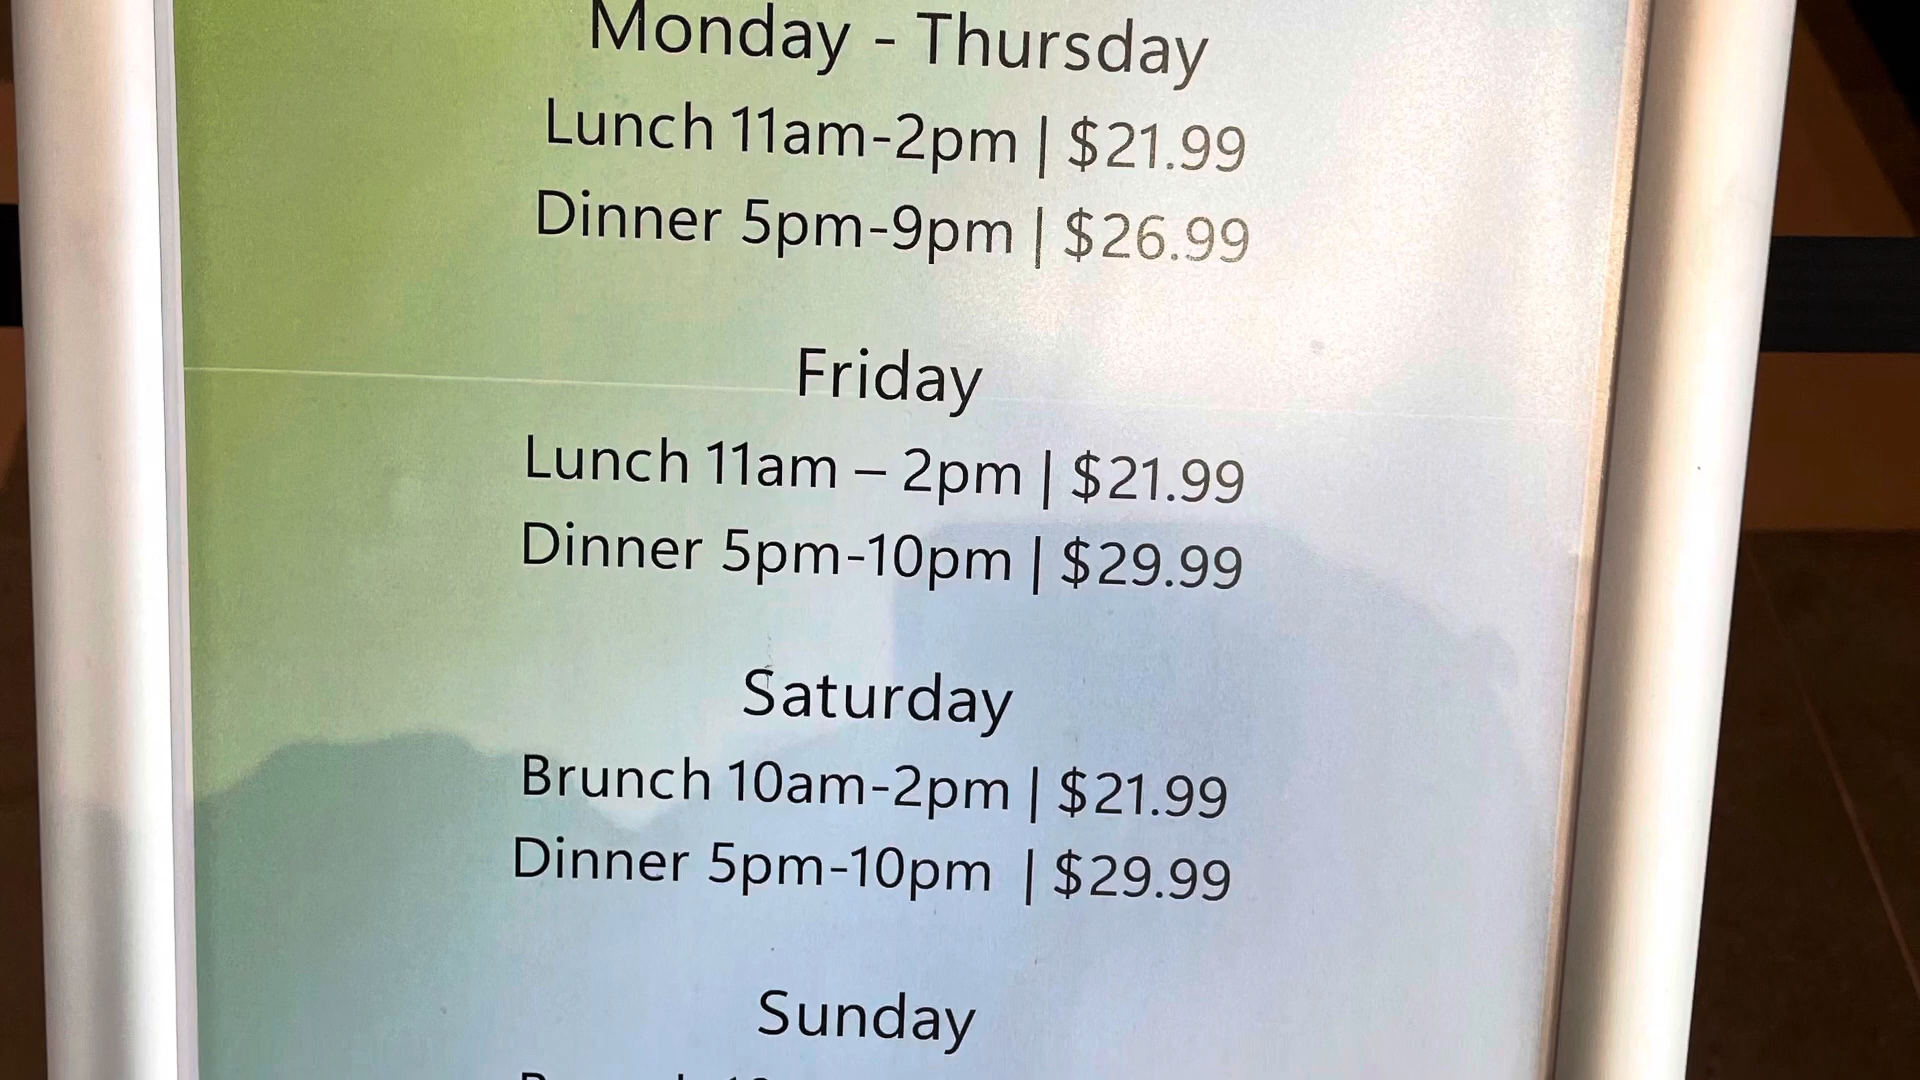 Monday - Thursday
Lunch 11am-2pm | $21.99
Dinner 5pm-9pm | $26.99
Friday
Lunch 11am – 2pm | $21.99
Dinner 5pm-10pm | $29.99
Saturday
Brunch 10am-2pm | $21.99
Dinner 5pm-10pm | $29.99
Sunday